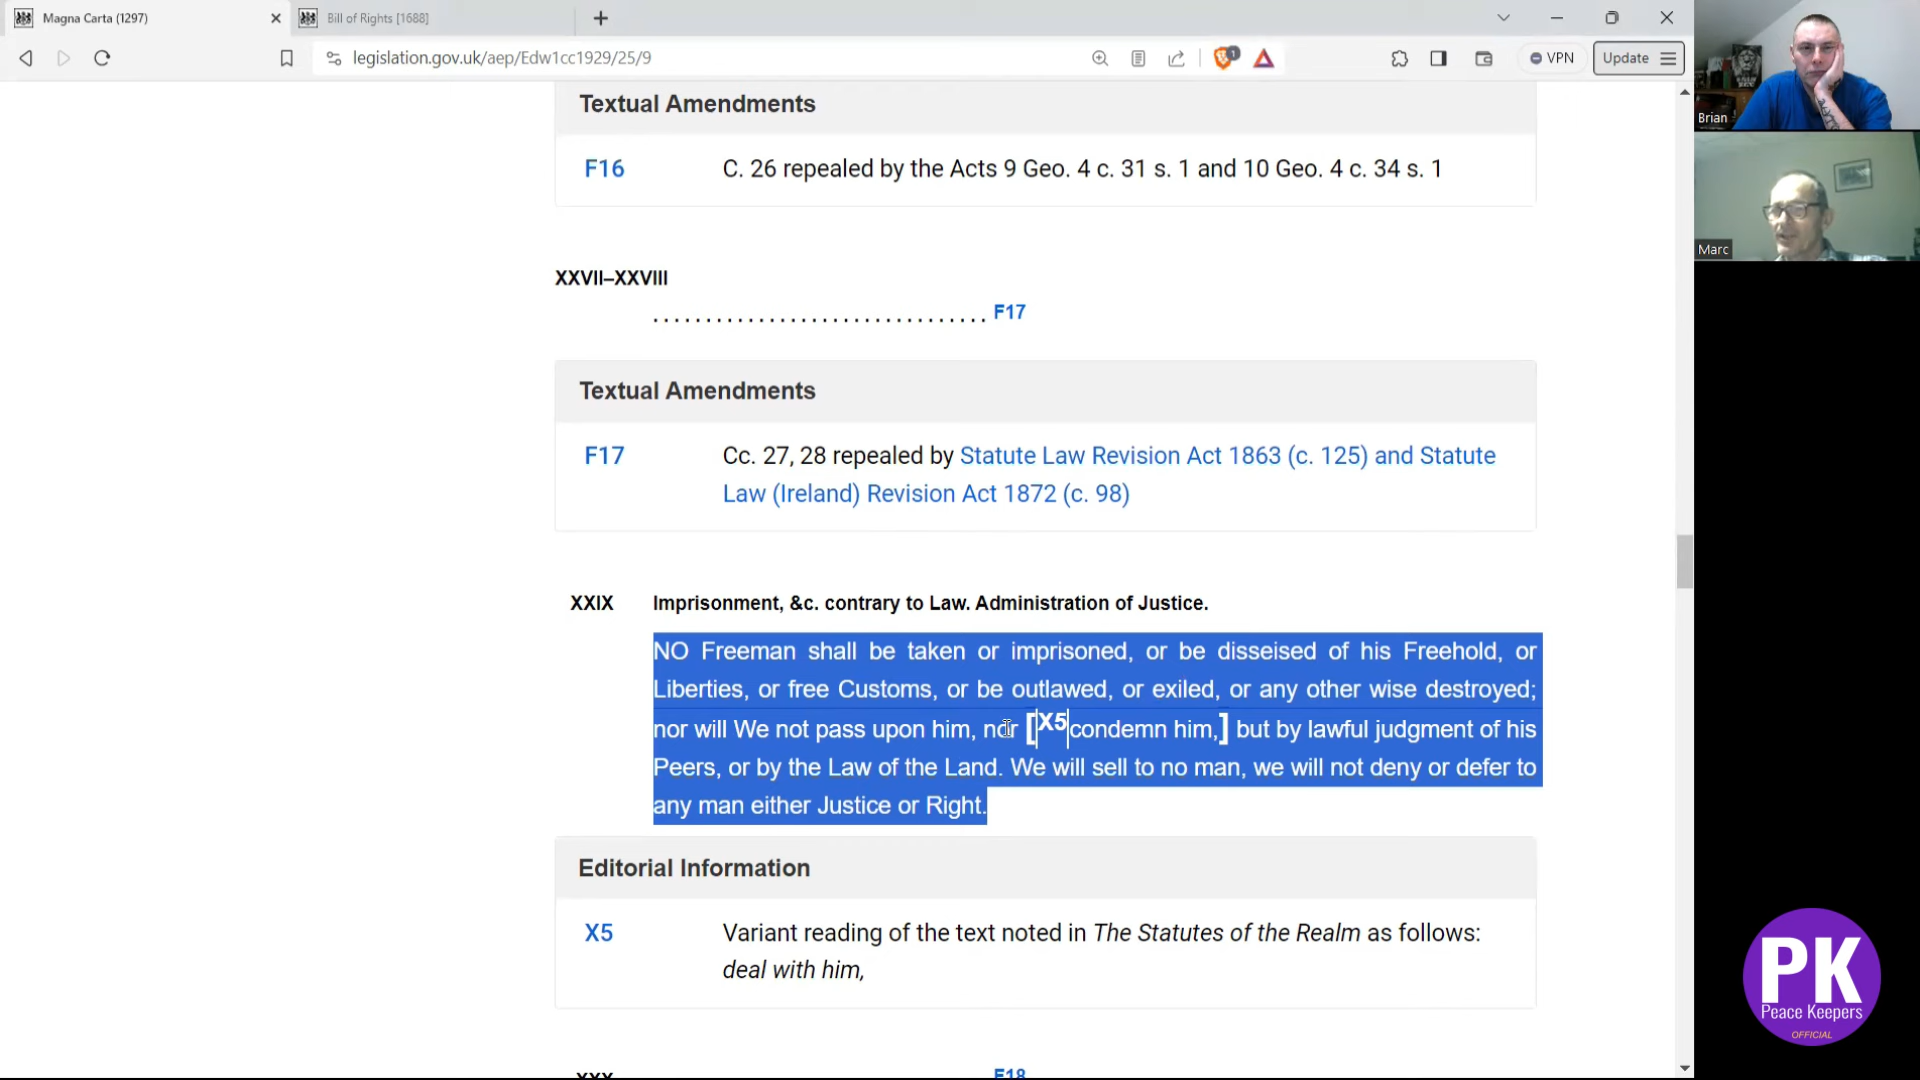 Magna Carta (1297)
Bill of Rights [1688]
legislation.gov.uk/aep/Edw1cc1929/25/9
1
VPN
Update
Textual Amendments
F16 C. 26 repealed by the Acts 9 Geo. 4 c. 31 s. 1 and 10 Geo. 4 c. 34 s. 1
XXVII–XXVIII
. . . . . . . . . . . . . . . . . . . . . . . . . . . . . . . . F17
Textual Amendments
F17 Cc. 27, 28 repealed by Statute Law Revision Act 1863 (c. 125) and Statute
Law (Ireland) Revision Act 1872 (c. 98)
XXIX Imprisonment, &c. contrary to Law. Administration of Justice.
NO Freeman shall be taken or imprisoned, or be disseised of his Freehold, or
Liberties, or free Customs, or be outlawed, or exiled, or any other wise destroyed;
nor will We not pass upon him, nor [X5condemn him,] but by lawful judgment of his
Peers, or by the Law of the Land. We will sell to no man, we will not deny or defer to
any man either Justice or Right.
Editorial Information
X5 Variant reading of the text noted in The Statutes of the Realm as follows:
deal with him,
XXX F18
Brian
Marc
PK
Peace Keepers
OFFICIAL